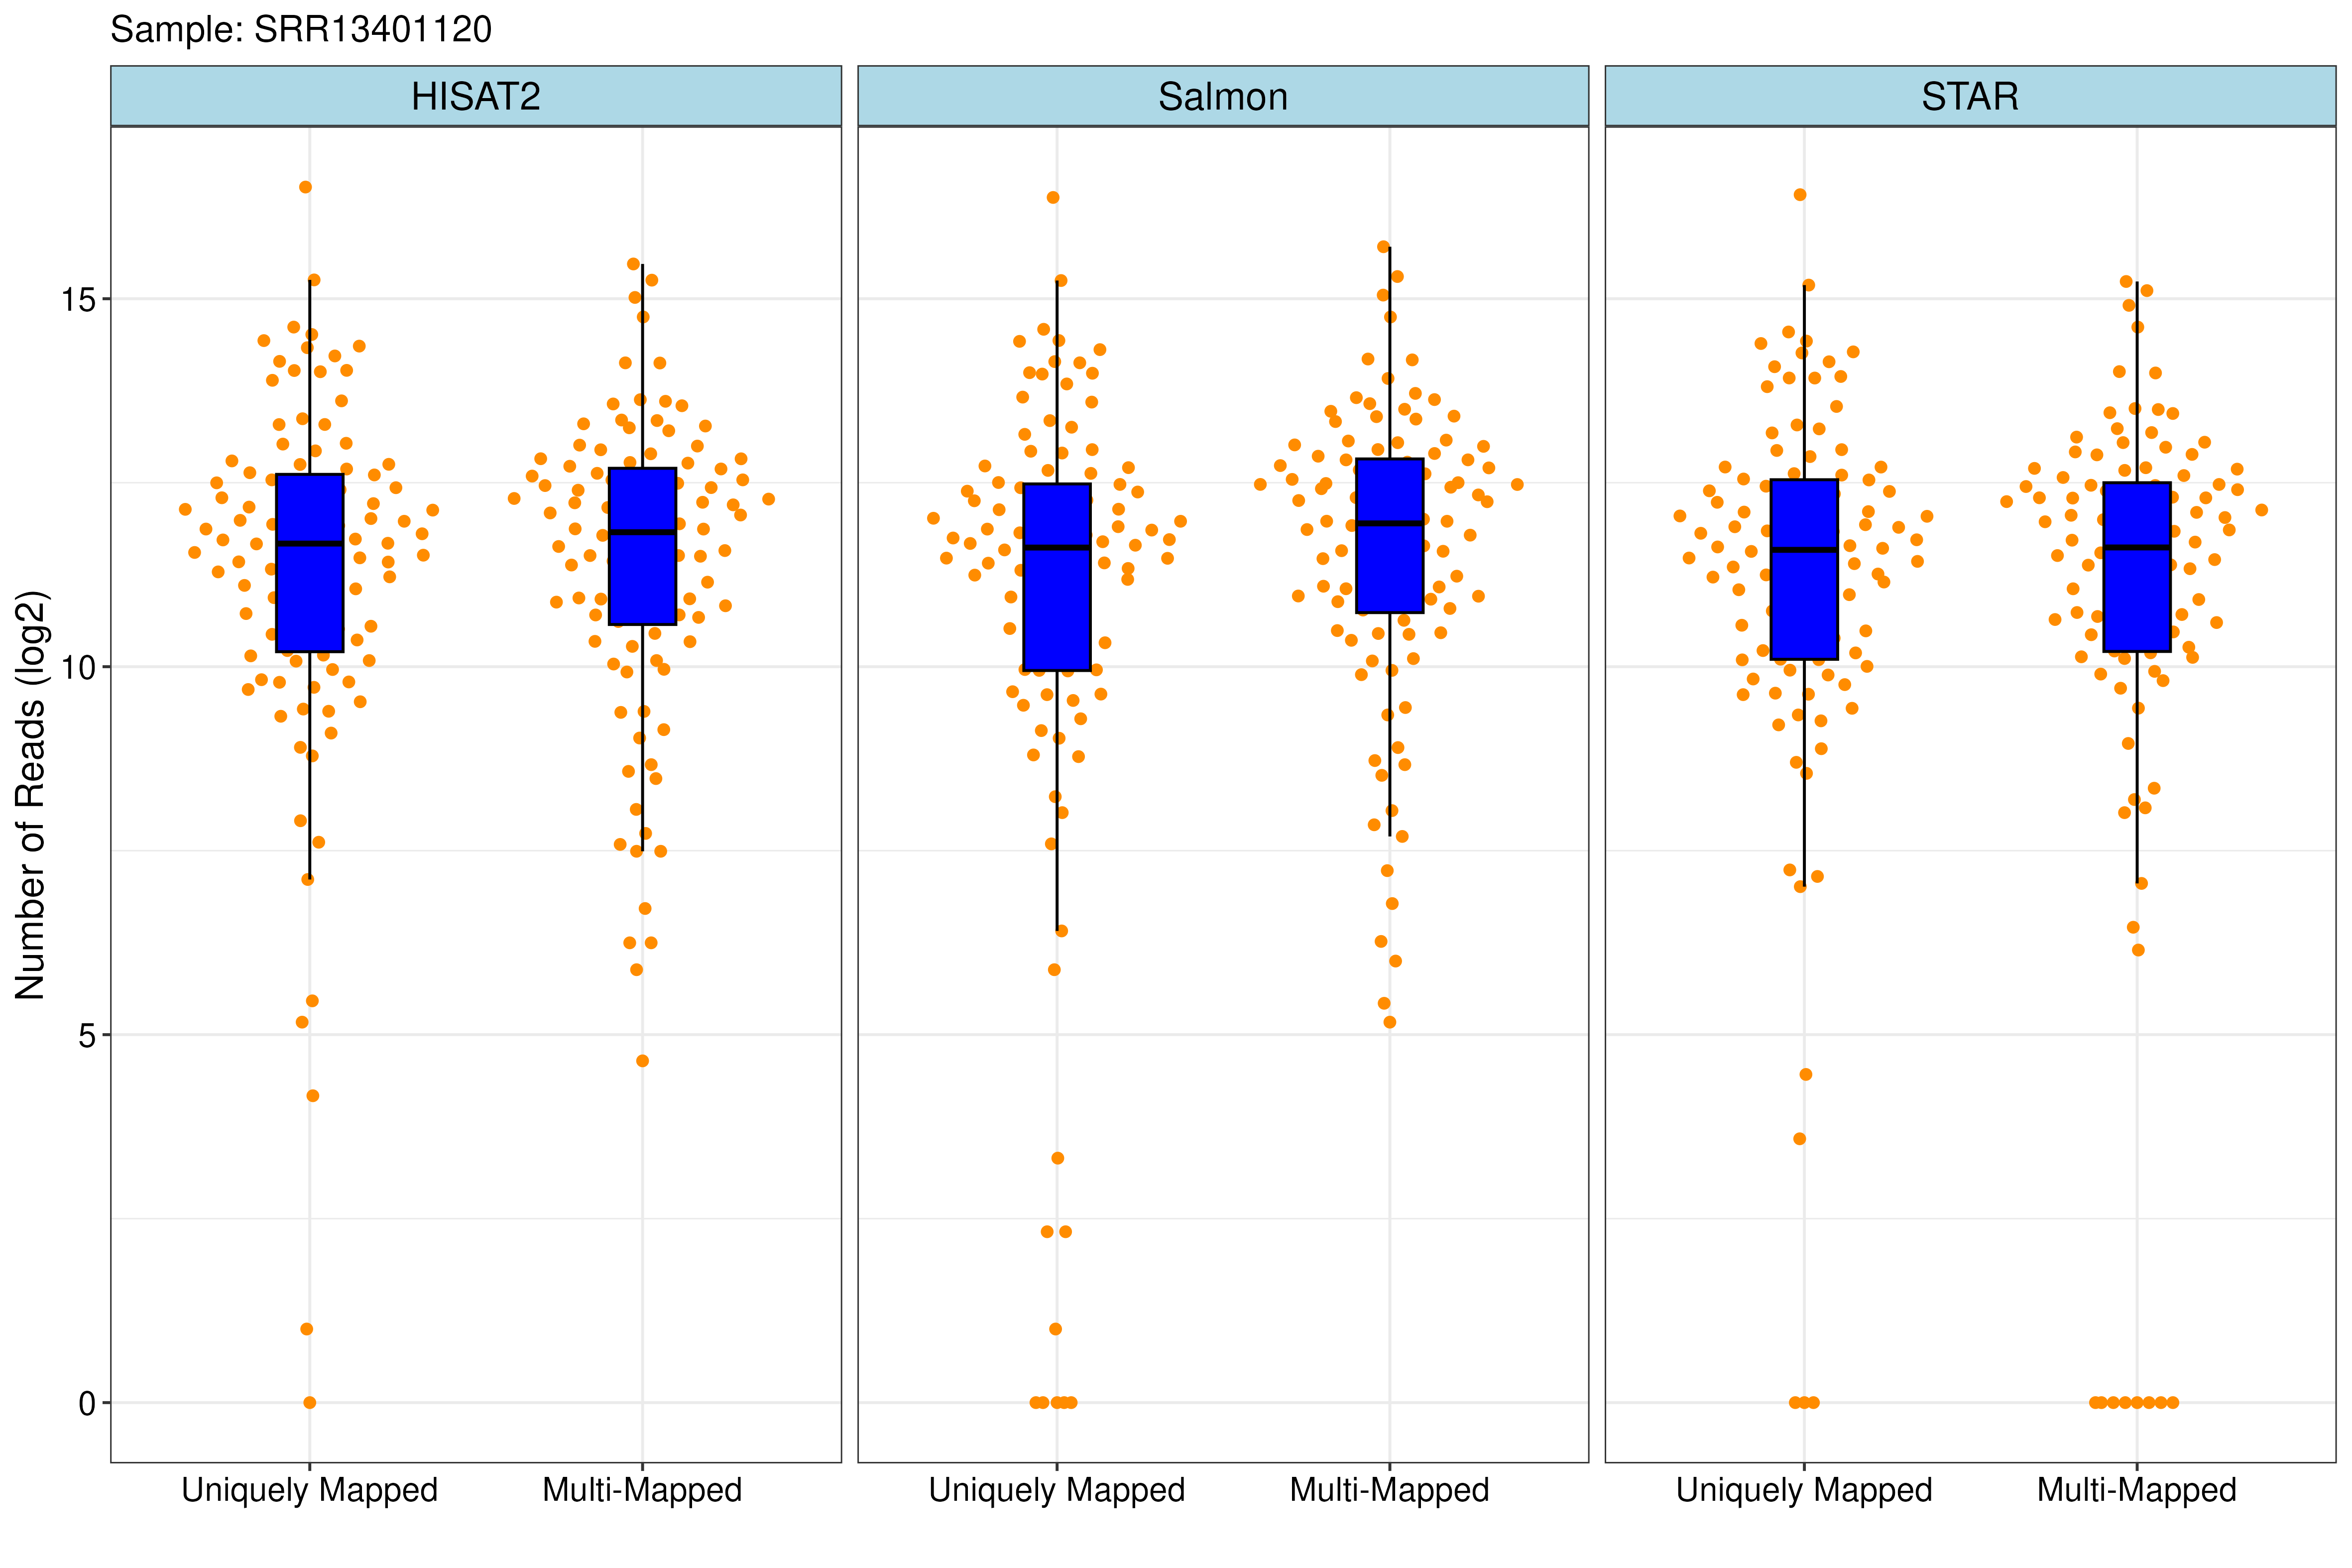 Sample: SRR13401120
HISAT2
Salmon
STAR
Number of Reads (log2)
15
10
5
0
Uniquely Mapped
Multi-Mapped
Uniquely Mapped
Multi-Mapped
Uniquely Mapped
Multi-Mapped